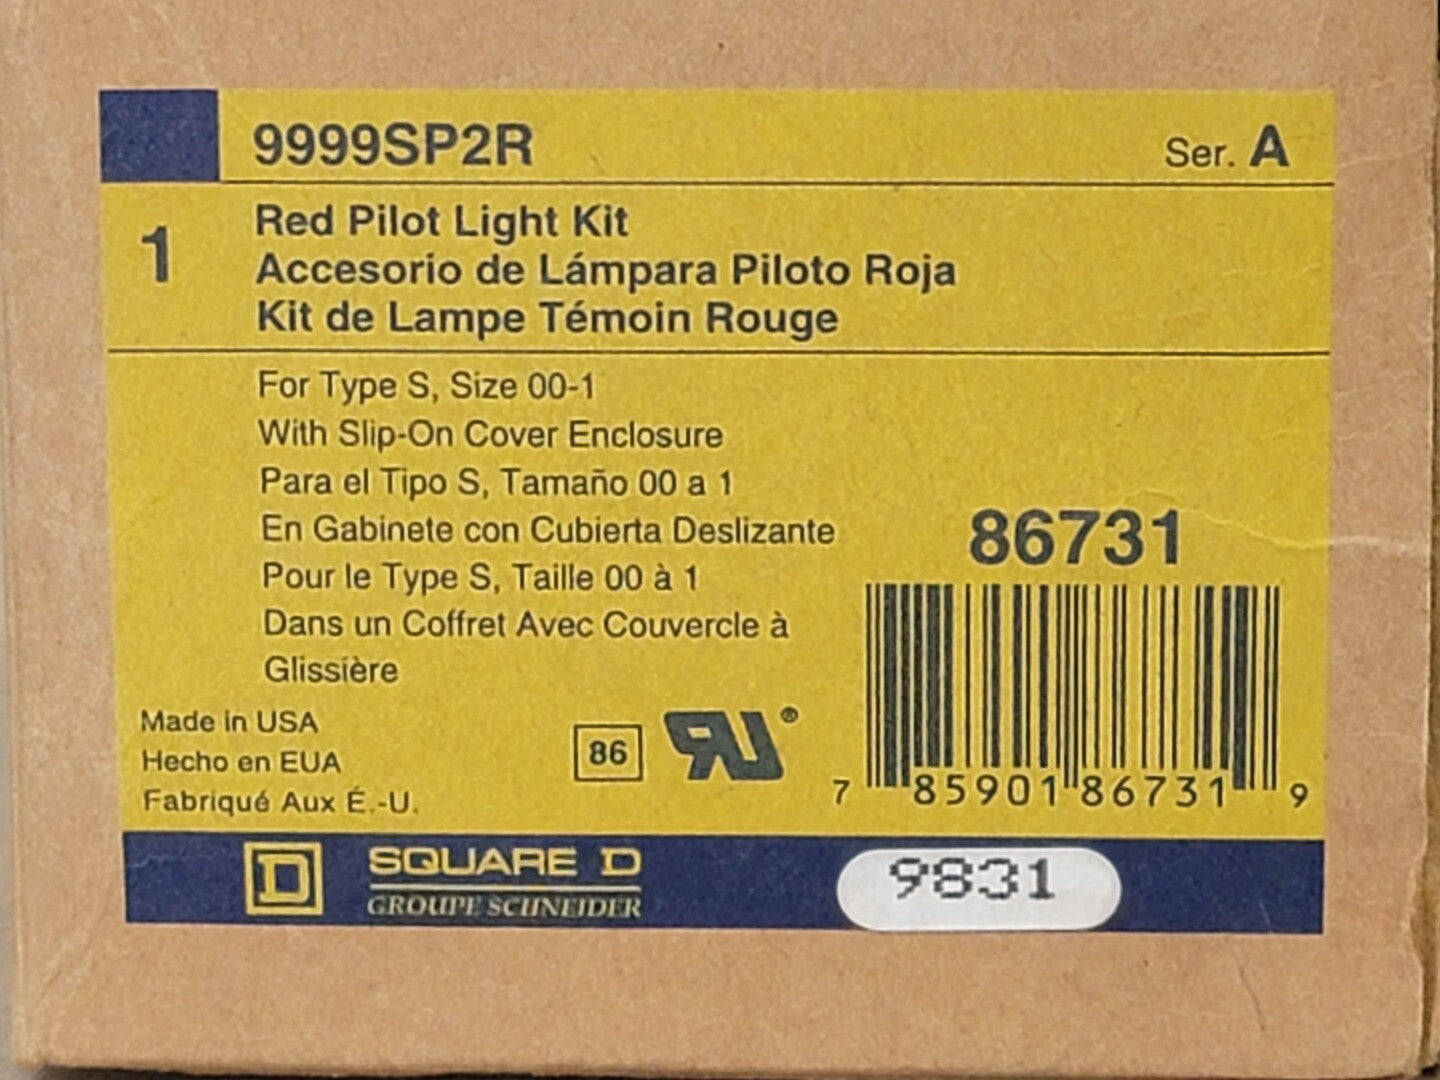 9999SP2R
Ser. A
1
Red Pilot Light Kit
Accesorio de Lámpara Piloto Roja
Kit de Lampe Témoin Rouge
For Type S, Size 00-1
With Slip-On Cover Enclosure
Para el Tipo S, Tamaño 00 a 1
En Gabinete con Cubierta Deslizante
Pour le Type S, Taille 00 à 1
Dans un Coffret Avec Couvercle à
Glissière
86731
7 85901 86731 9
Made in USA
Hecho en EUA
Fabriqué Aux É.-U.
86
RU®
D
SQUARE D
GROUPE SCHNEIDER
9831